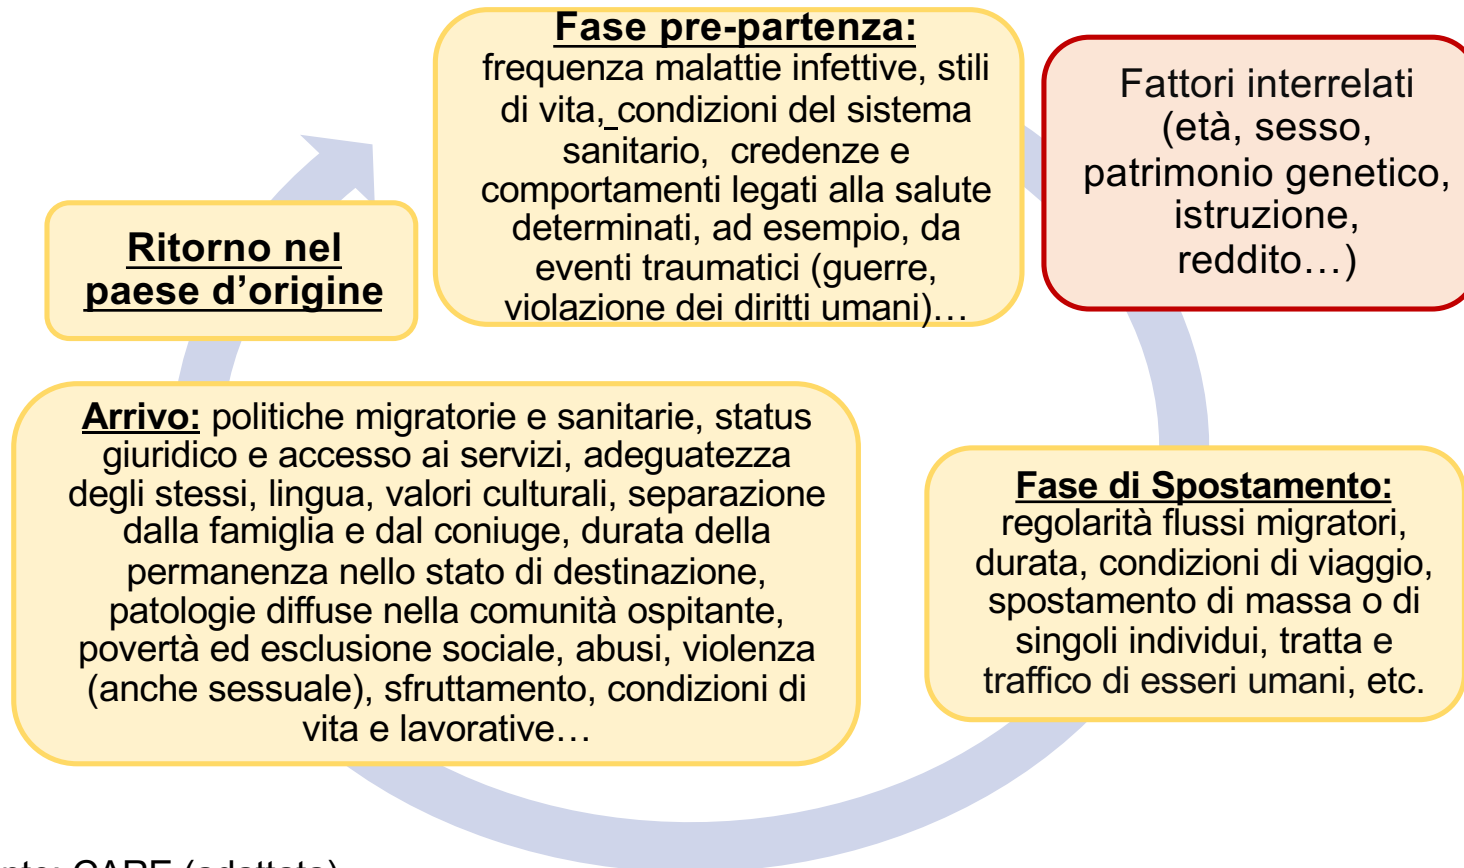 Fase pre-partenza:
frequenza malattie infettive, stili
di vita, condizioni del sistema
sanitario, credenze e
comportamenti legati alla salute
determinati, ad esempio, da
eventi traumatici (guerre,
violazione dei diritti umani)…
Fattori interrelati
(età, sesso,
patrimonio genetico,
istruzione,
reddito…)
Ritorno nel
paese d’origine
Arrivo: politiche migratorie e sanitarie, status
giuridico e accesso ai servizi, adeguatezza
degli stessi, lingua, valori culturali, separazione
dalla famiglia e dal coniuge, durata della
permanenza nello stato di destinazione,
patologie diffuse nella comunità ospitante,
povertà ed esclusione sociale, abusi, violenza
(anche sessuale), sfruttamento, condizioni di
vita e lavorative…
Fase di Spostamento:
regolarità flussi migratori,
durata, condizioni di viaggio,
spostamento di massa o di
singoli individui, tratta e
traffico di esseri umani, etc.
CARE (adattato)